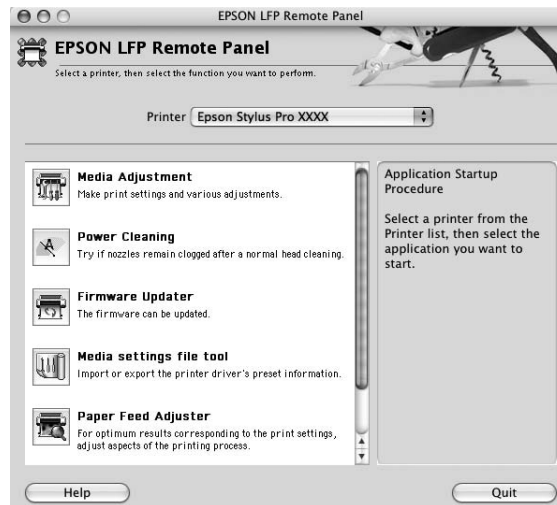 EPSON LFP Remote Panel
EPSON LFP Remote Panel
Select a printer, then select the function you want to perform.
Printer Epson Stylus Pro XXXX
Media Adjustment
Make print settings and various adjustments.
Power Cleaning
Try if nozzles remain clogged after a normal head cleaning.
Firmware Updater
The firmware can be updated.
Media settings file tool
Import or export the printer driver's preset information.
Paper Feed Adjuster
For optimum results corresponding to the print settings,
adjust aspects of the printing process.
Application Startup
Procedure
Select a printer from the
Printer list, then select the
application you want to
start.
Help
Quit